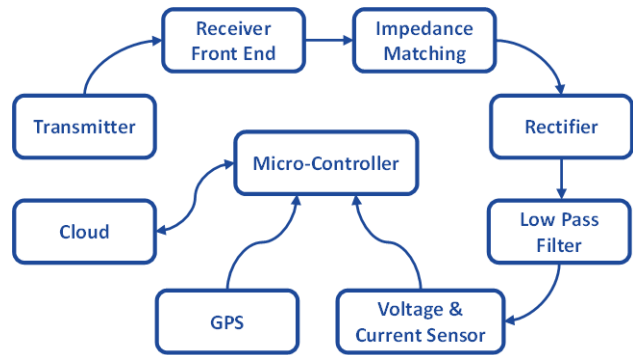 Receiver
Front End
Impedance
Matching
Transmitter
Rectifier
Micro-Controller
Cloud
Low Pass
Filter
GPS
Voltage &
Current Sensor